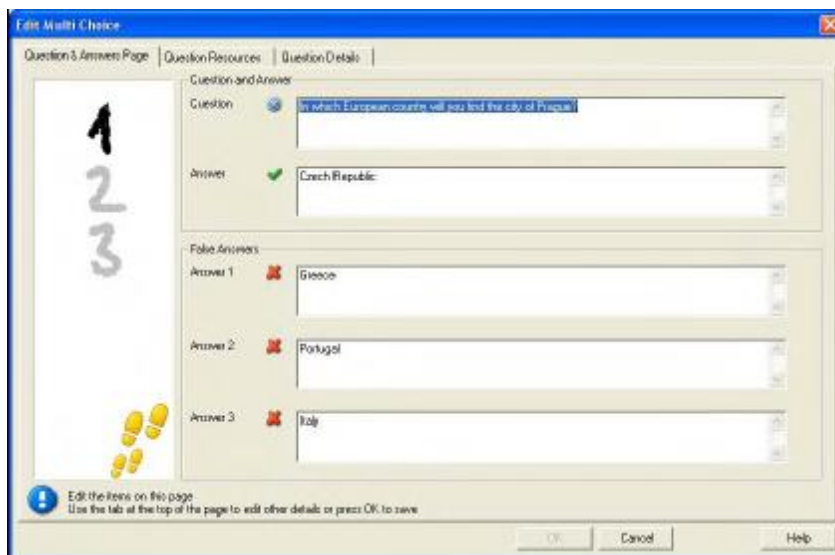 Edit Multi Choice
Question & Answers Page
Question Resources
Question Details
1
2
3
Question and Answer
Question
In which European country will you find the city of Prague?
Answer
Czech Republic
False Answers
Answer 1
Greece
Answer 2
Portugal
Answer 3
Italy
Edit the items on this page
Use the tab at the top of the page to edit other details or press OK to save
OK
Cancel
Help